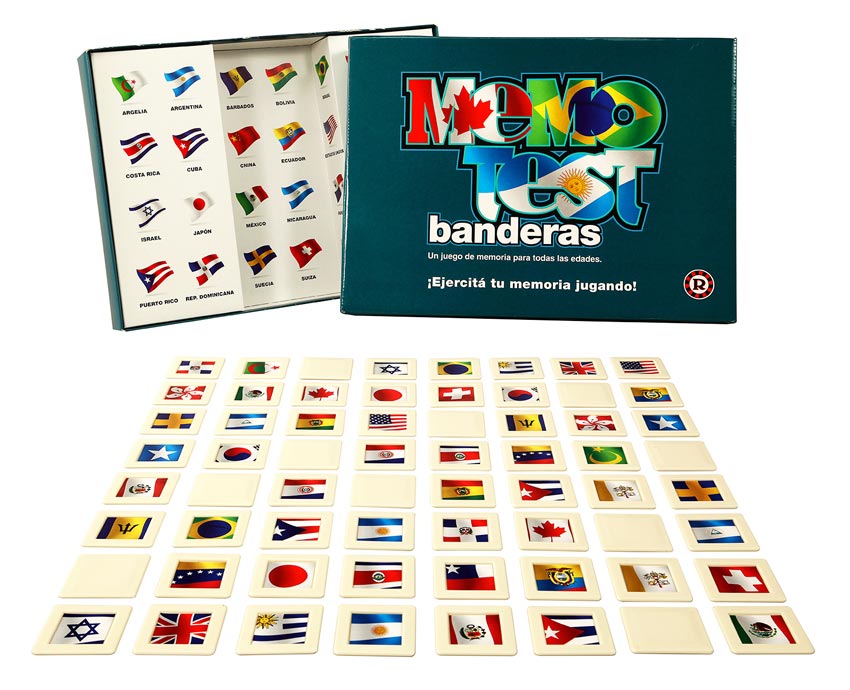 ARGELIA
ARGENTINA
BARBADOS
BOLIVIA
COSTA RICA
CUBA
CHINA
ECUADOR
ISRAEL
JAPÓN
MÉXICO
NICARAGUA
PUERTO RICO
REP. DOMINICANA
SUECIA
SUIZA
MeMO
TesT
banderas
Un juego de memoria para todas las edades.
¡Ejercitá tu memoria jugando!
R